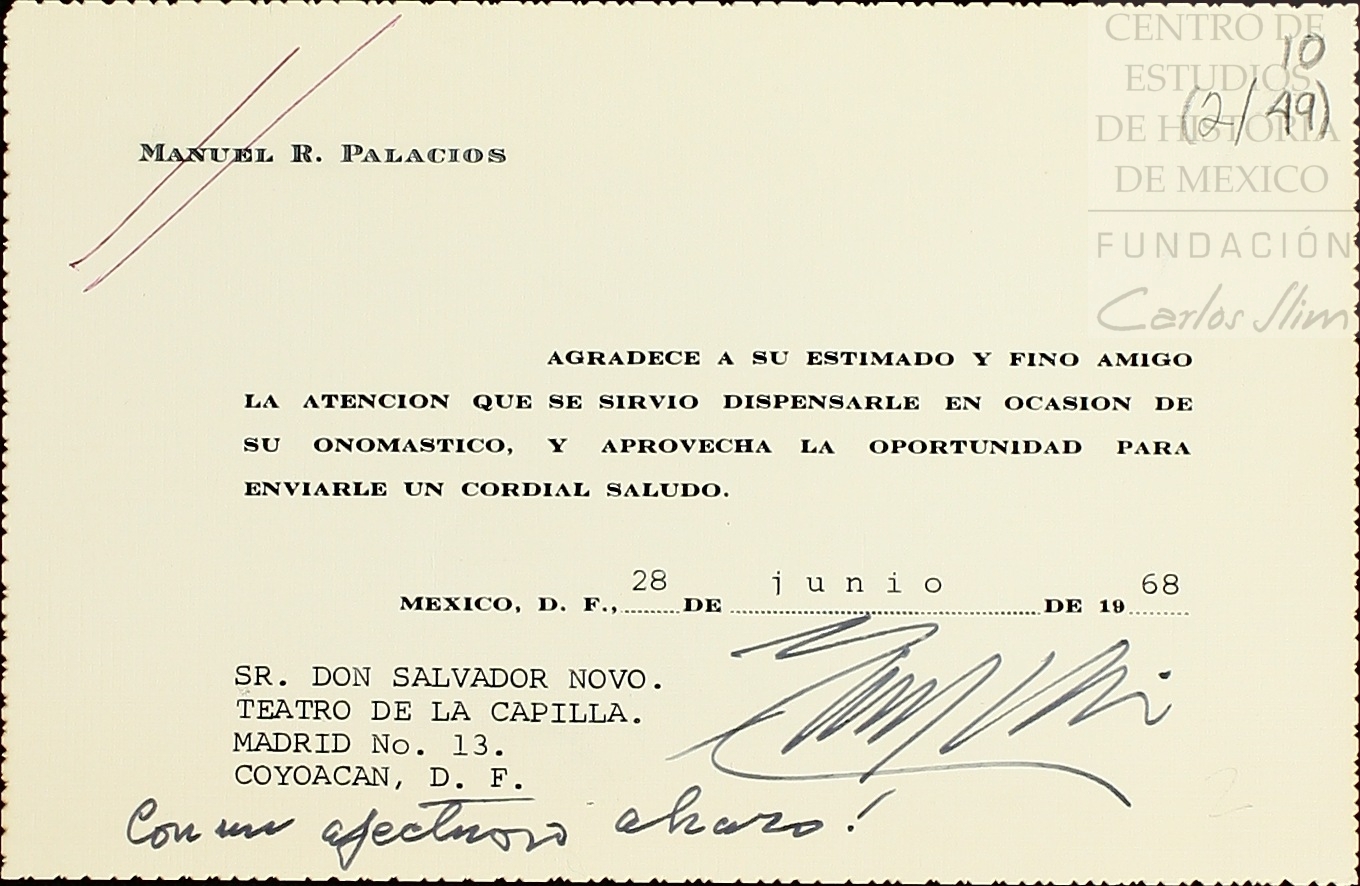 CENTRO DE
ESTUDIOS
DE HISTORIA
DE MEXICO
FUNDACIÓN
Carlos Slim
10
(2/49)
MANUEL R. PALACIOS
AGRADECE A SU ESTIMADO Y FINO AMIGO
LA ATENCION QUE SE SIRVIO DISPENSARLE EN OCASION DE
SU ONOMASTICO, Y APROVECHA LA OPORTUNIDAD PARA
ENVIARLE UN CORDIAL SALUDO.
MEXICO, D. F., 28 DE junio DE 1968
SR. DON SALVADOR NOVO.
TEATRO DE LA CAPILLA.
MADRID No. 13.
COYOACAN, D. F.
Con un afectuoso abrazo!